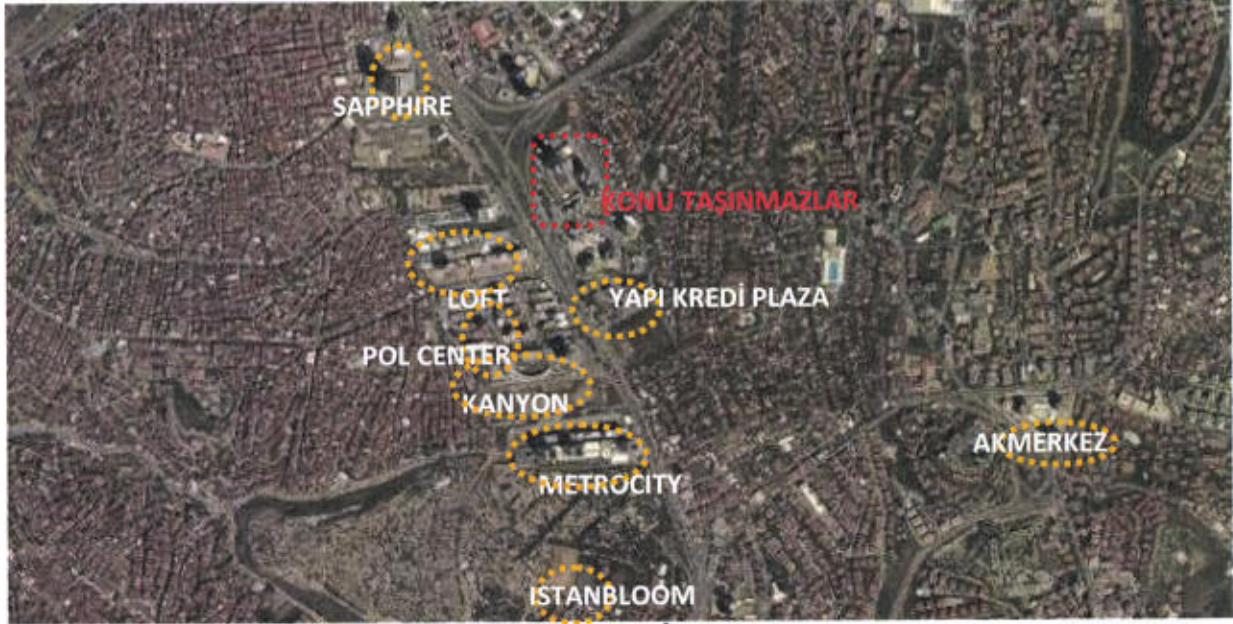 SAPPHIRE
KONU TAŞINMAZLAR
LOFT
YAPI KREDİ PLAZA
POL CENTER
KANYON
AKMERKEZ
METROCITY
ISTANBLOOM